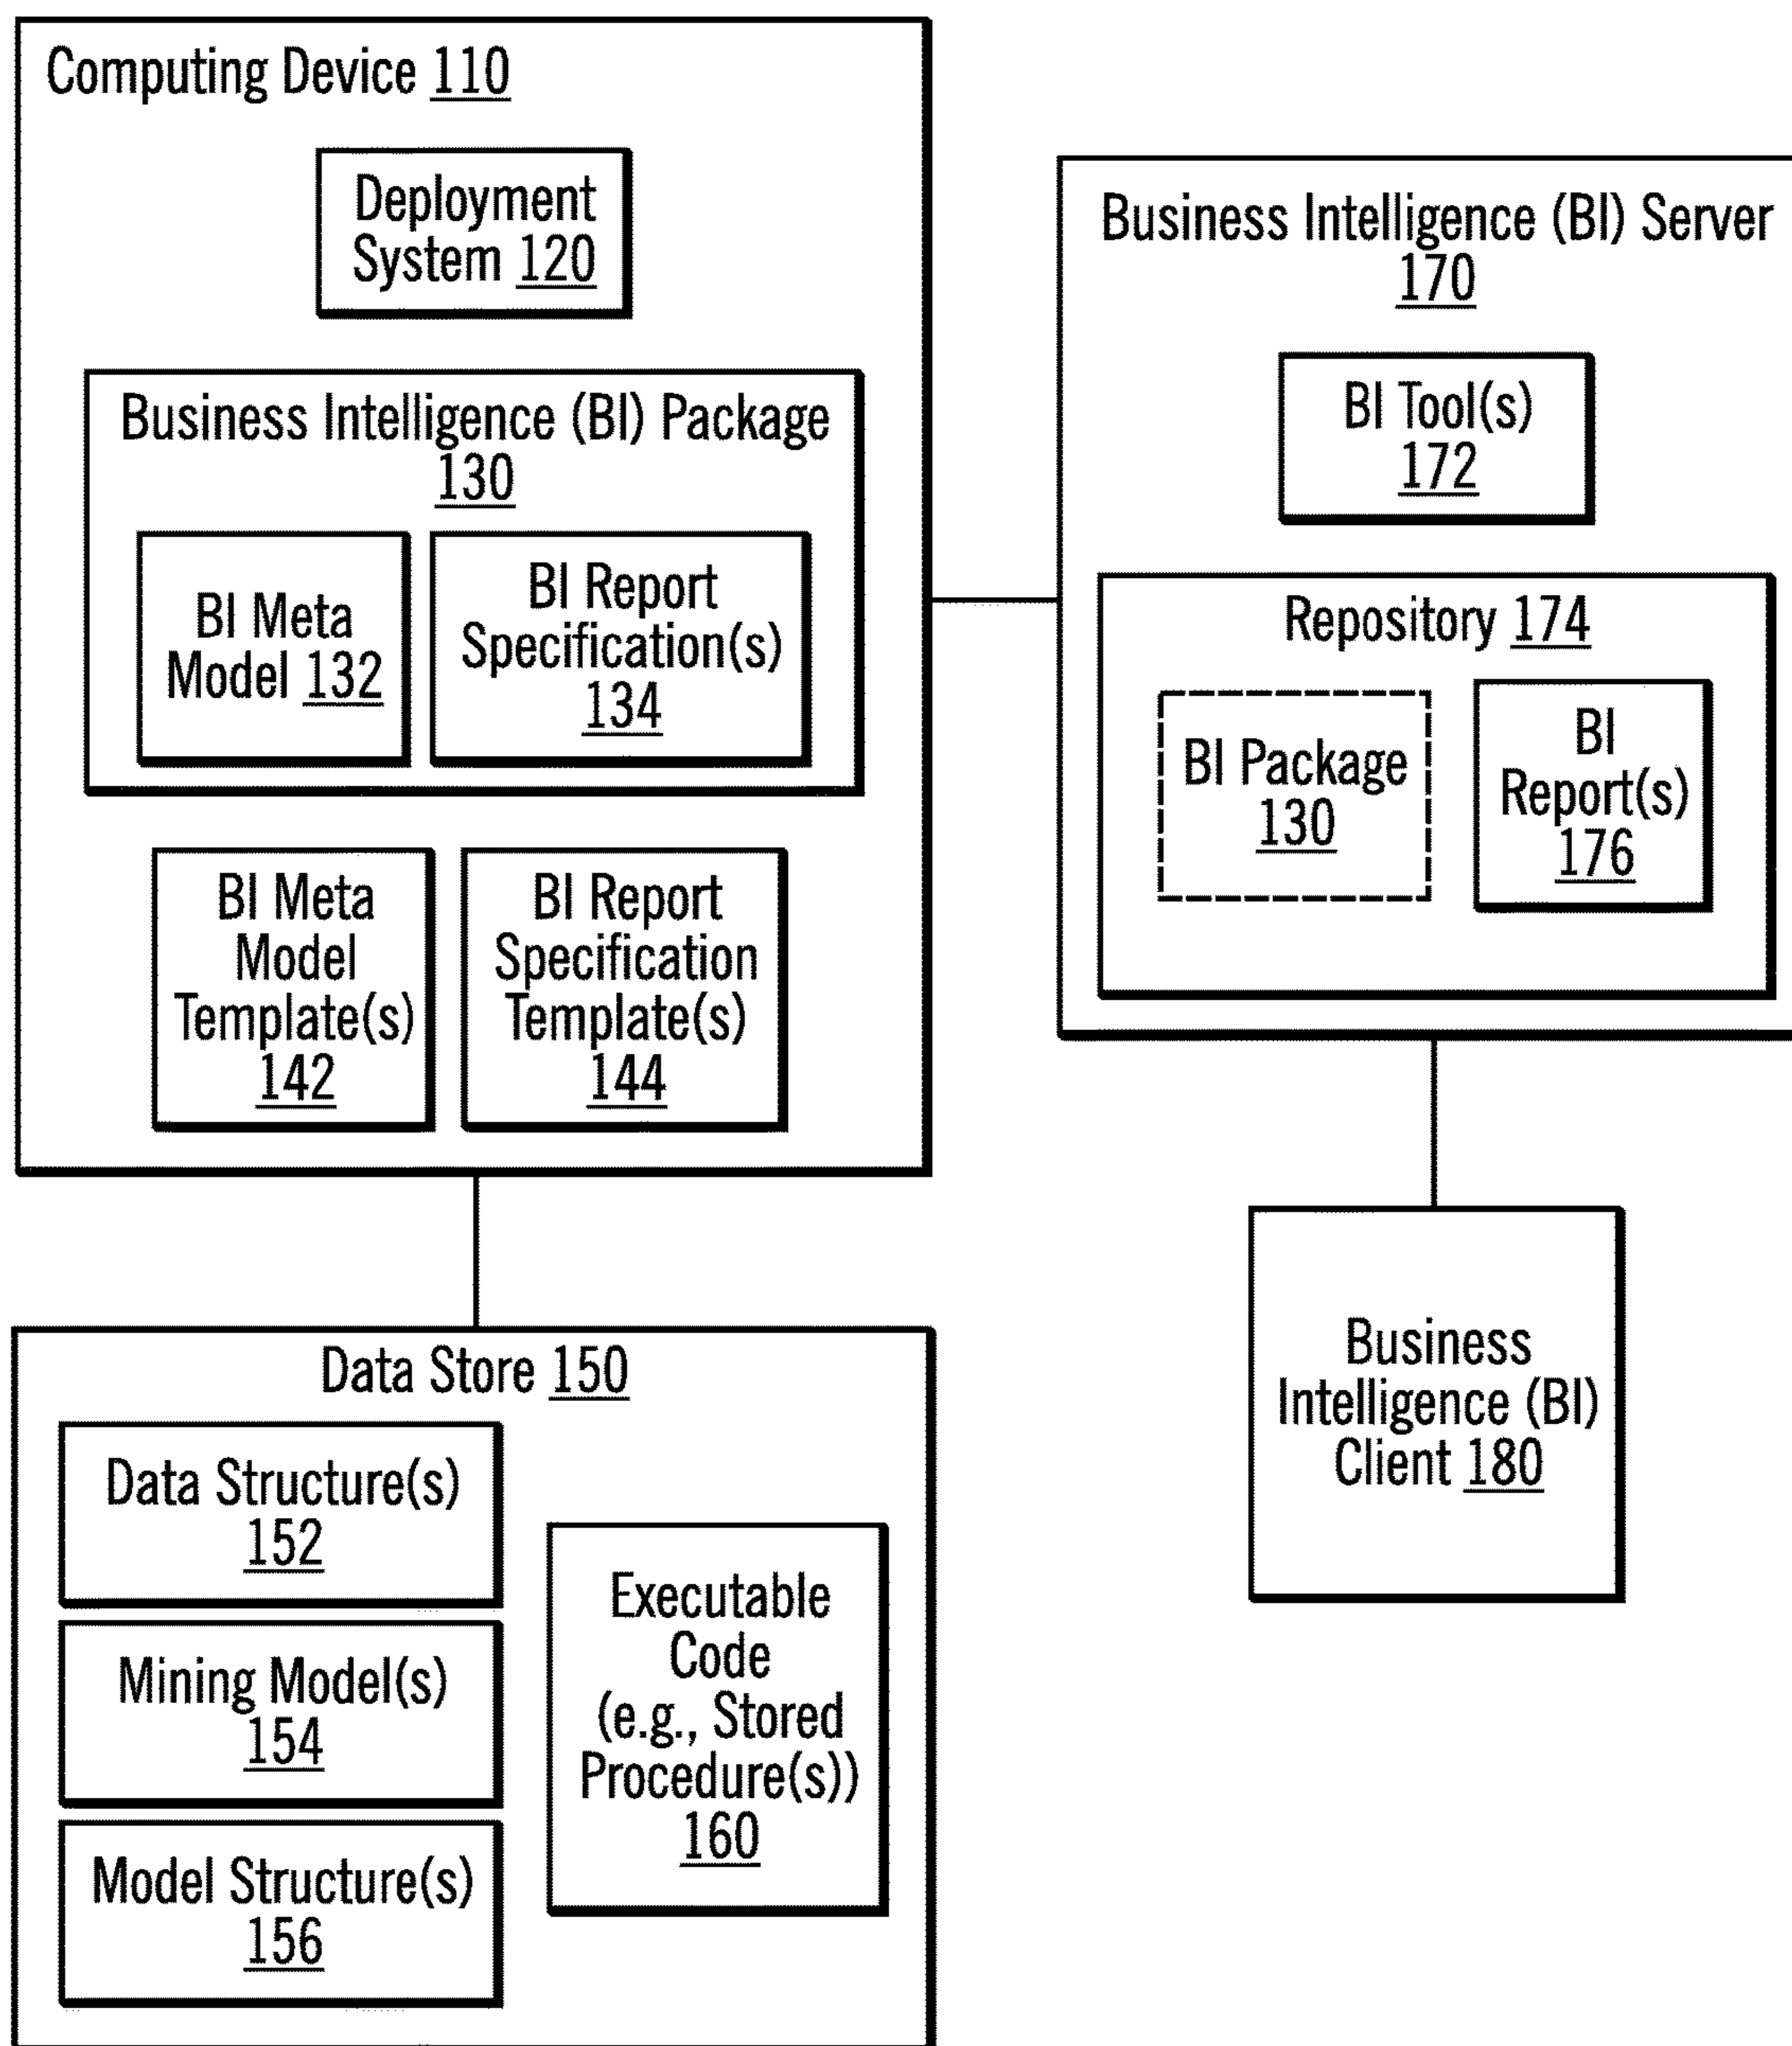 Computing Device 110
Deployment
System 120
Business Intelligence (BI) Package
130
BI Meta
Model 132
BI Report
Specification(s)
134
BI Meta
Model
Template(s)
142
BI Report
Specification
Template(s)
144
Business Intelligence (BI) Server
170
BI Tool(s)
172
Repository 174
BI Package
130
BI
Report(s)
176
Data Store 150
Data Structure(s)
152
Mining Model(s)
154
Model Structure(s)
156
Executable
Code
(e.g., Stored
Procedure(s))
160
Business
Intelligence (BI)
Client 180